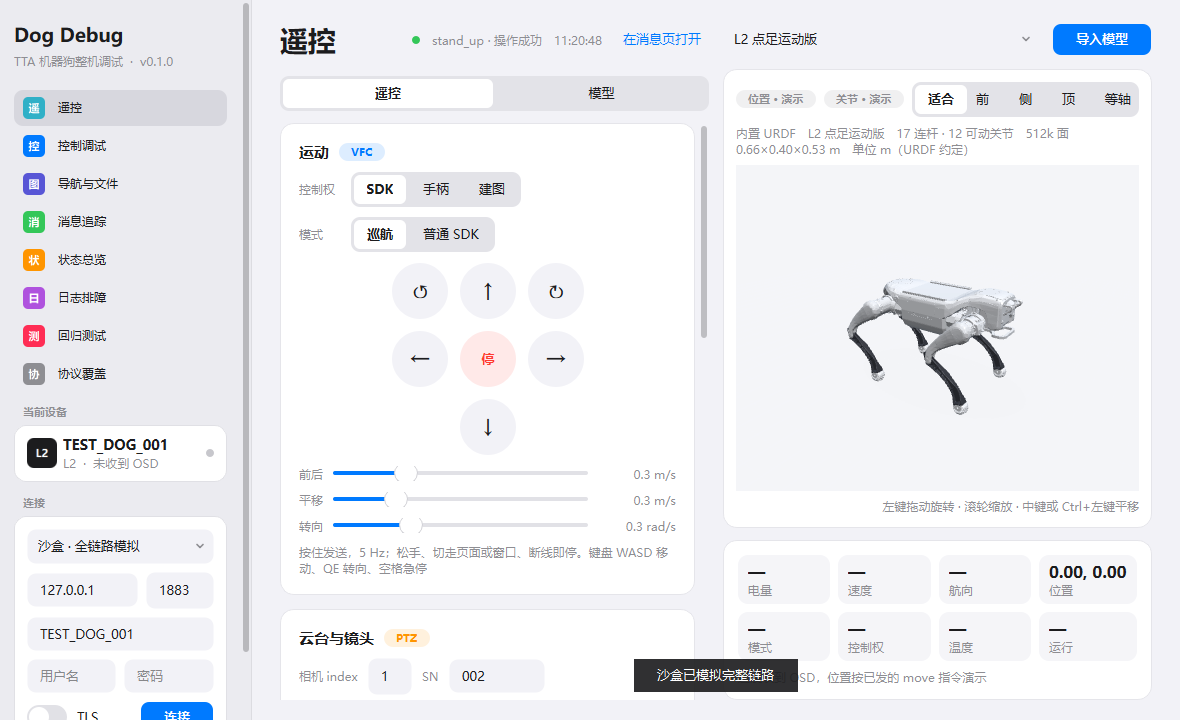 Dog Debug
TTA 机器狗整机调试 · v0.1.0
遥 遥控
控 控制调试
图 导航与文件
消 消息追踪
状 状态总览
日 日志排障
测 回归测试
协 协议覆盖
当前设备
L2 TEST_DOG_001
L2 · 未收到 OSD
连接
沙盒 · 全链路模拟
127.0.0.1 1883
TEST_DOG_001
用户名 密码
TLS 连接
遥控 stand_up · 操作成功 11:20:48 在消息页打开
遥控 模型
运动 VFC
控制权 SDK 手柄 建图
模式 巡航 普通 SDK
↺ ↑ ↻
← 停 →
↓
前后 0.3 m/s
平移 0.3 m/s
转向 0.3 rad/s
按住发送，5 Hz；松手、切走页面或窗口、断线即停。键盘 WASD 移
动、QE 转向、空格急停
云台与镜头 PTZ
相机 index 1 SN 002
L2 点足运动版 导入模型
位置 · 演示 关节 · 演示 适合 前 侧 顶 等轴
内置 URDF L2 点足运动版 17 连杆 · 12 可动关节 512k 面
0.66×0.40×0.53 m 单位 m（URDF 约定）
左键拖动旋转 · 滚轮缩放 · 中键或 Ctrl+左键平移
— — — 0.00, 0.00
电量 速度 航向 位置
— — — —
模式 控制权 温度 运行
OSD，位置按已发的 move 指令演示
沙盒已模拟完整链路